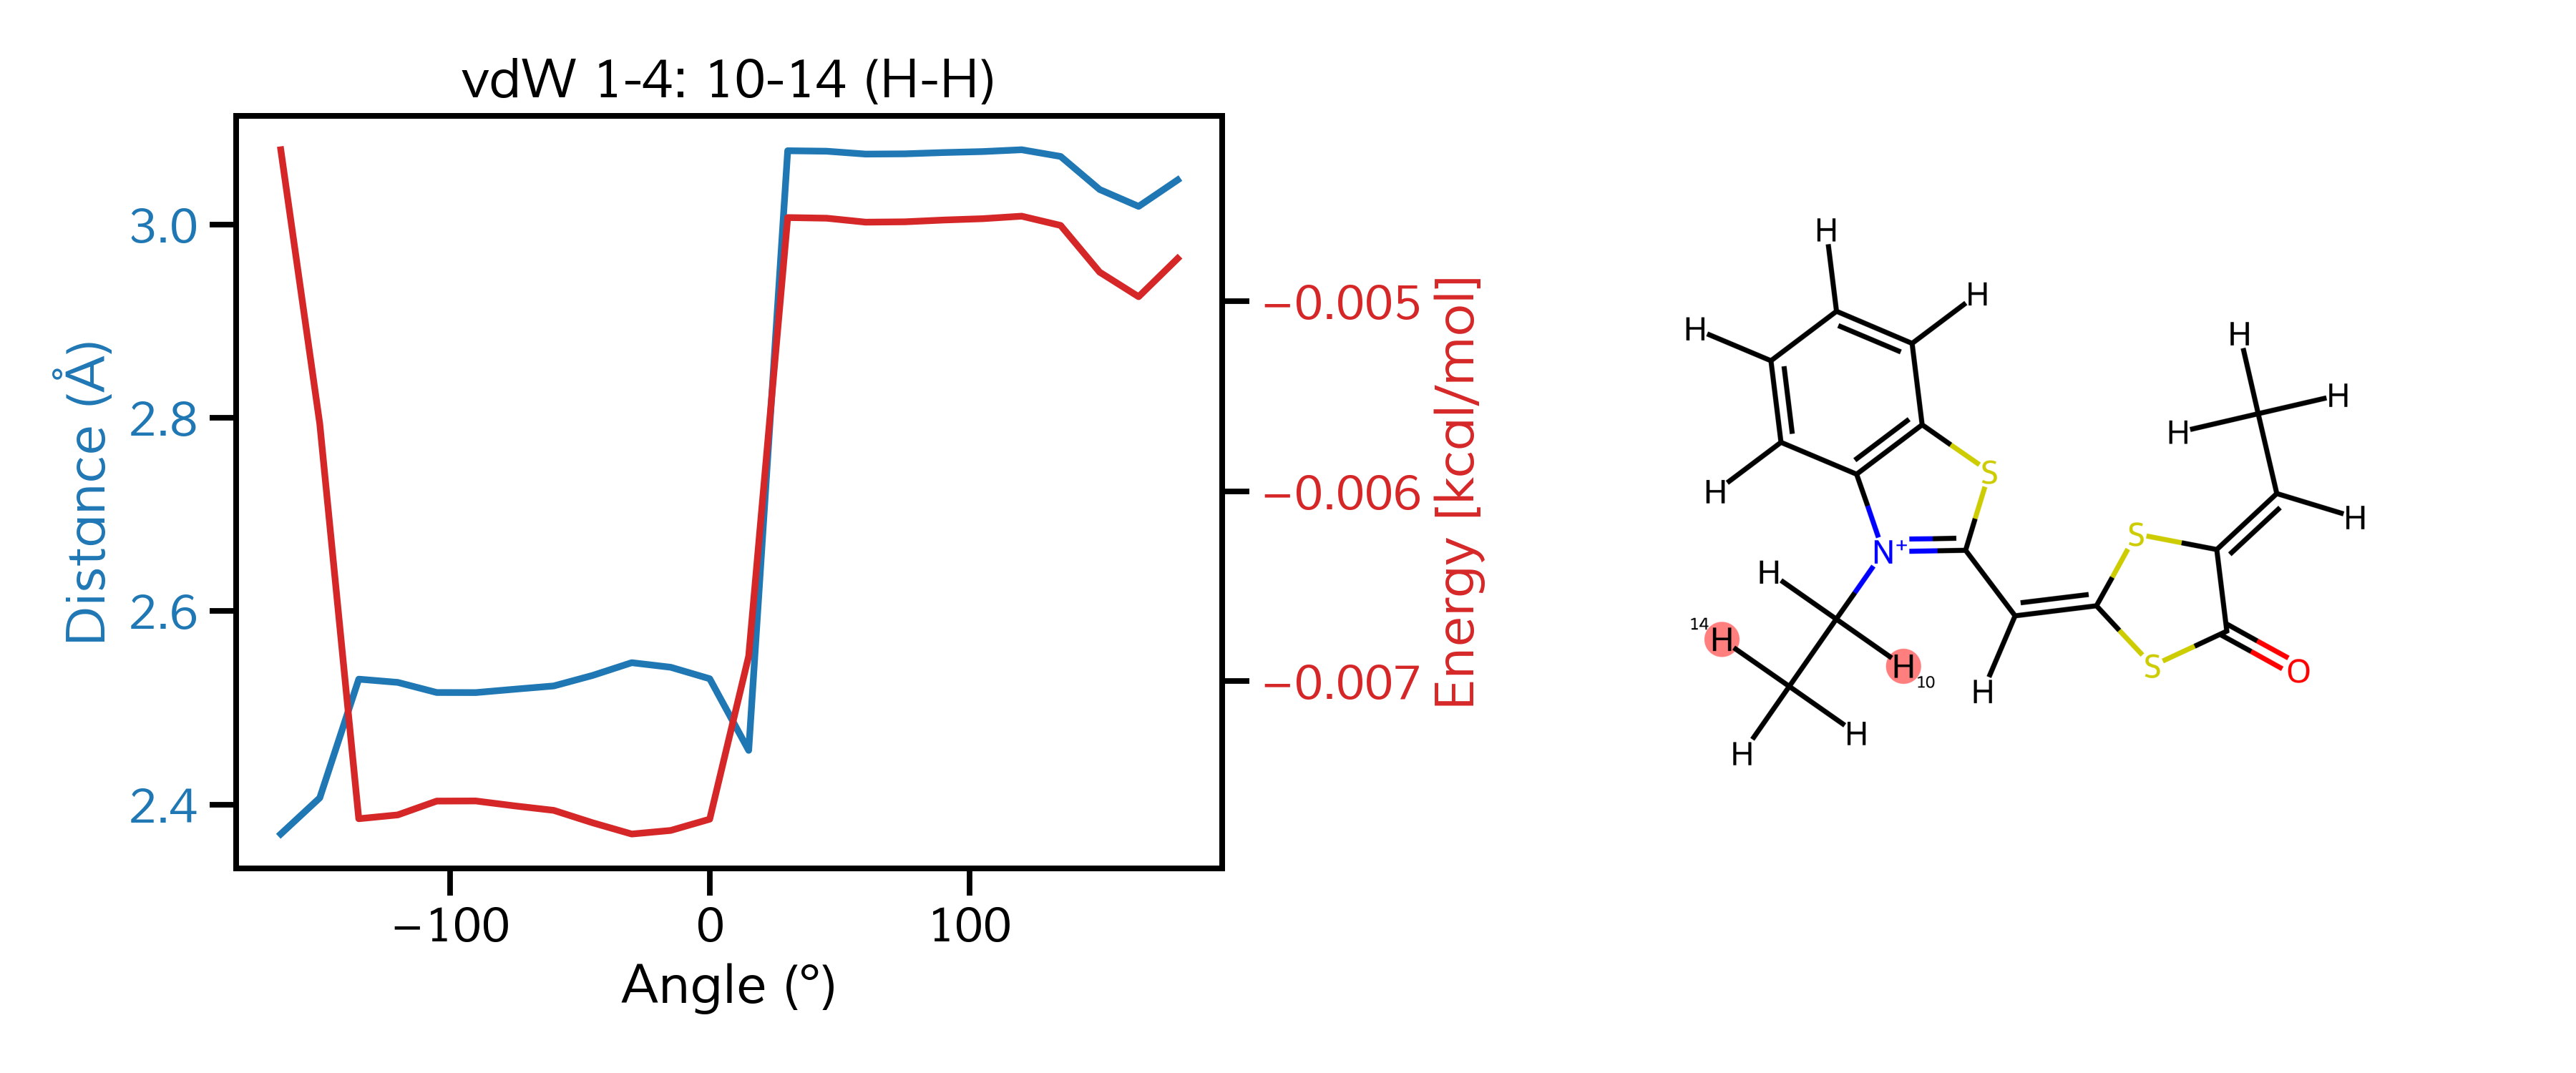 vdW 1-4: 10-14 (H-H)
Distance (Å)
3.0
2.8
2.6
2.4
−100
0
100
Angle (°)
−0.005
−0.006
−0.007
Energy [kcal/mol]
H
H
H
H
H
H
S
H
H
S
N+
H
14
H
H
10
H
S
O
H
H